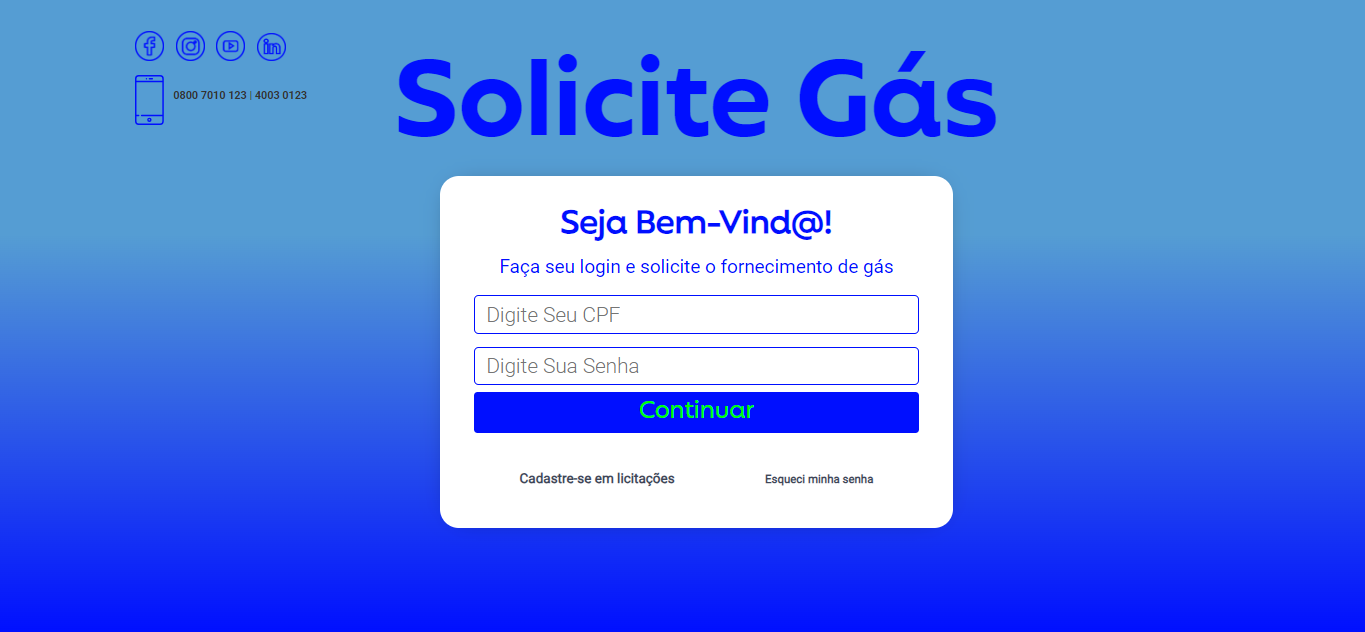 0800 7010 123 | 4003 0123
Solicite Gás
Seja Bem-Vind@!
Faça seu login e solicite o fornecimento de gás
Digite Seu CPF
Digite Sua Senha
Continuar
Cadastre-se em licitações
Esqueci minha senha